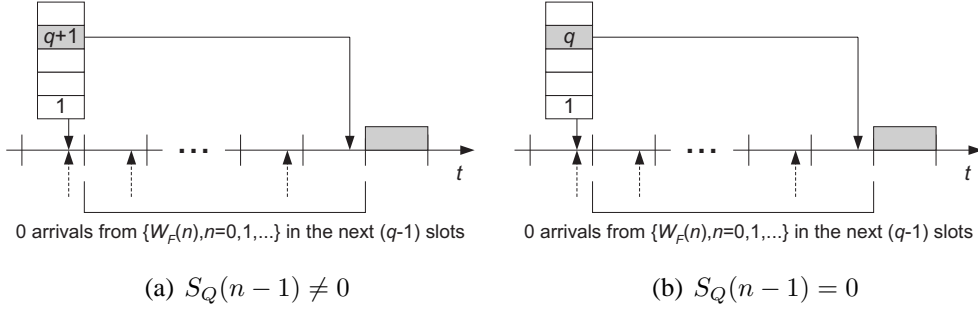 q+1
1
...
t
0 arrivals from {W_F(n),n=0,1,...} in the next (q-1) slots
(a) S_Q(n − 1) ≠ 0
q
1
...
t
0 arrivals from {W_F(n),n=0,1,...} in the next (q-1) slots
(b) S_Q(n − 1) = 0